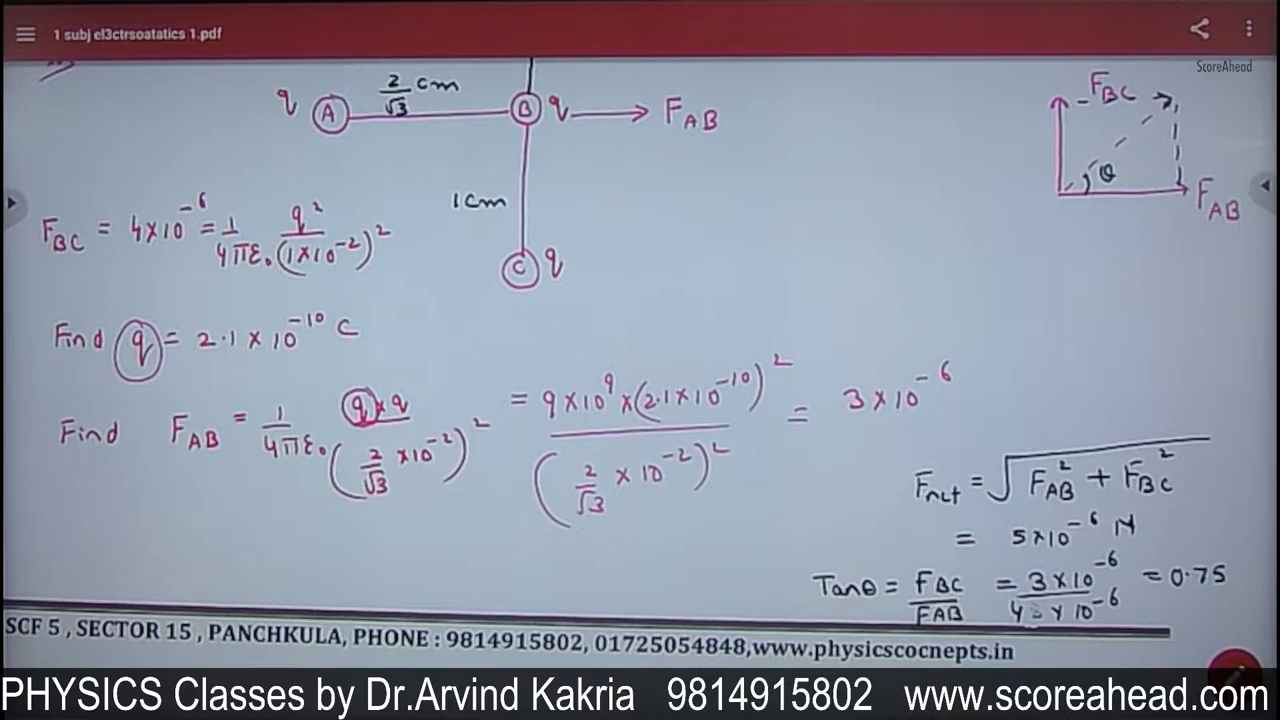 1 subj el3ctrsoatatics 1.pdf
ScoreAhead
q A 2/√3 cm B q → F_AB
1cm
C q
F_BC
θ
F_AB
F_BC = 4×10^-6 = 1/4πε₀ q²/(1×10^-2)²
Find q = 2.1×10^-10 C
Find F_AB = 1/4πε₀ q×q/(2/√3 ×10^-2)² = 9×10^9×(2.1×10^-10)²/(2/√3 × 10^-2)² = 3×10^-6
F_net = √F_AB² + F_BC²
= 5×10^-6 N
Tanθ = F_BC/F_AB = 3×10^-6/4×10^-6 = 0.75
SCF 5 , SECTOR 15 , PANCHKULA, PHONE : 9814915802, 01725054848,www.physicscocnepts.in
PHYSICS Classes by Dr.Arvind Kakria 9814915802 www.scoreahead.com